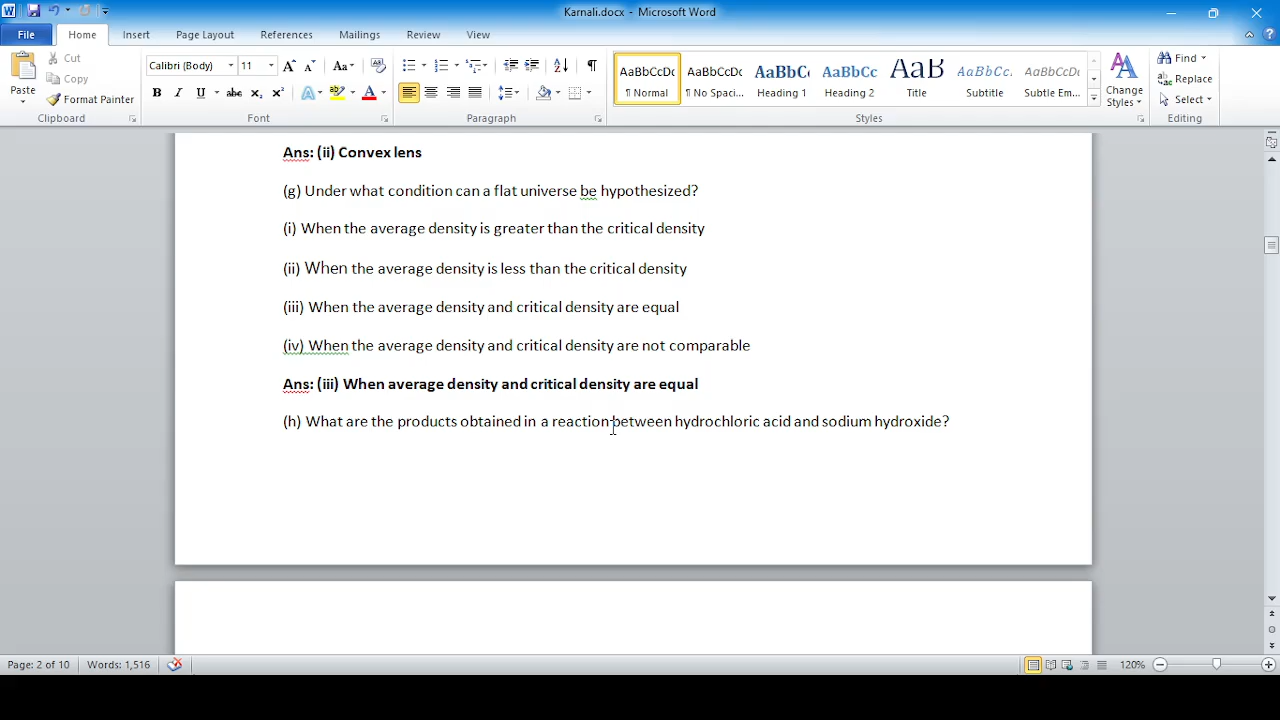 Karnali.docx - Microsoft Word
File Home Insert Page Layout References Mailings Review View
Cut
Copy
Format Painter
Paste
Clipboard
Calibri (Body) 11
Font
Paragraph
AaBbCcDc AaBbCcDc AaBbC AaBbCc AaB AaBbCc. AaBbCcDc
¶ Normal ¶ No Spaci... Heading 1 Heading 2 Title Subtitle Subtle Em...
Styles
Change Styles
Find
Replace
Select
Editing
Ans: (ii) Convex lens
(g) Under what condition can a flat universe be hypothesized?
(i) When the average density is greater than the critical density
(ii) When the average density is less than the critical density
(iii) When the average density and critical density are equal
(iv) When the average density and critical density are not comparable
Ans: (iii) When average density and critical density are equal
(h) What are the products obtained in a reaction between hydrochloric acid and sodium hydroxide?
Page: 2 of 10 Words: 1,516 120%